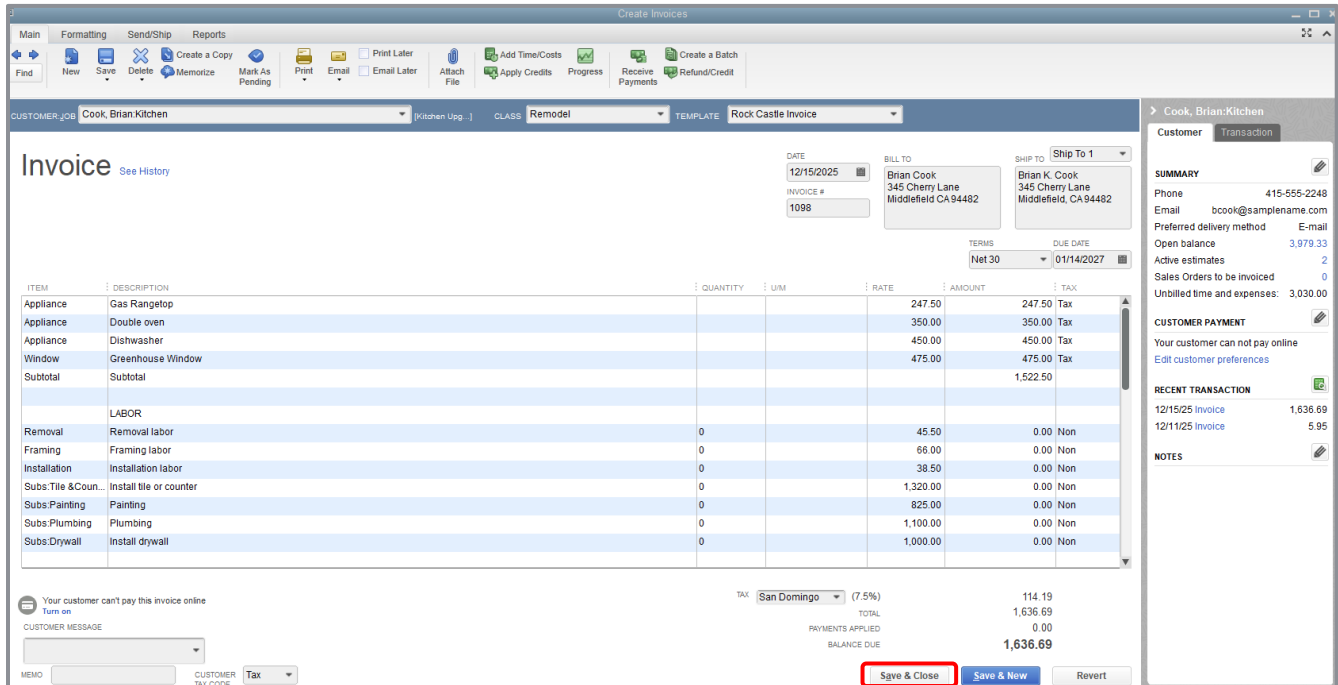 Create Invoices
Main Formatting Send/Ship Reports
Find New Save Delete Create a Copy Memorize Mark As Pending Print Email Print Later Email Later Attach File Add Time/Costs Apply Credits Progress Receive Payments Create a Batch Refund/Credit
CUSTOMER:JOB Cook, Brian:Kitchen [Kitchen Upg...] CLASS Remodel TEMPLATE Rock Castle Invoice
Invoice See History
DATE
12/15/2025
INVOICE #
1098
BILL TO
Brian Cook
345 Cherry Lane
Middlefield CA 94482
SHIP TO Ship To 1
Brian K. Cook
345 Cherry Lane
Middlefield, CA 94482
TERMS DUE DATE
Net 30 01/14/2027
ITEM DESCRIPTION QUANTITY U/M RATE AMOUNT TAX
Appliance Gas Rangetop 247.50 247.50 Tax
Appliance Double oven 350.00 350.00 Tax
Appliance Dishwasher 450.00 450.00 Tax
Window Greenhouse Window 475.00 475.00 Tax
Subtotal Subtotal 1,522.50
LABOR
Removal Removal labor 0 45.50 0.00 Non
Framing Framing labor 0 66.00 0.00 Non
Installation Installation labor 0 38.50 0.00 Non
Subs:Tile &Coun... Install tile or counter 0 1,320.00 0.00 Non
Subs:Painting Painting 0 825.00 0.00 Non
Subs:Plumbing Plumbing 0 1,100.00 0.00 Non
Subs:Drywall Install drywall 0 1,000.00 0.00 Non
Your customer can't pay this invoice online
Turn on
CUSTOMER MESSAGE
MEMO
CUSTOMER TAX CODE Tax
TAX San Domingo (7.5%) 114.19
TOTAL 1,636.69
PAYMENTS APPLIED 0.00
BALANCE DUE 1,636.69
Save & Close Save & New Revert
Cook, Brian:Kitchen
Customer Transaction
SUMMARY
Phone 415-555-2248
Email bcook@samplename.com
Preferred delivery method E-mail
Open balance 3,979.33
Active estimates 2
Sales Orders to be invoiced 0
Unbilled time and expenses: 3,030.00
CUSTOMER PAYMENT
Your customer can not pay online
Edit customer preferences
RECENT TRANSACTION
12/15/25 Invoice 1,636.69
12/11/25 Invoice 5.95
NOTES